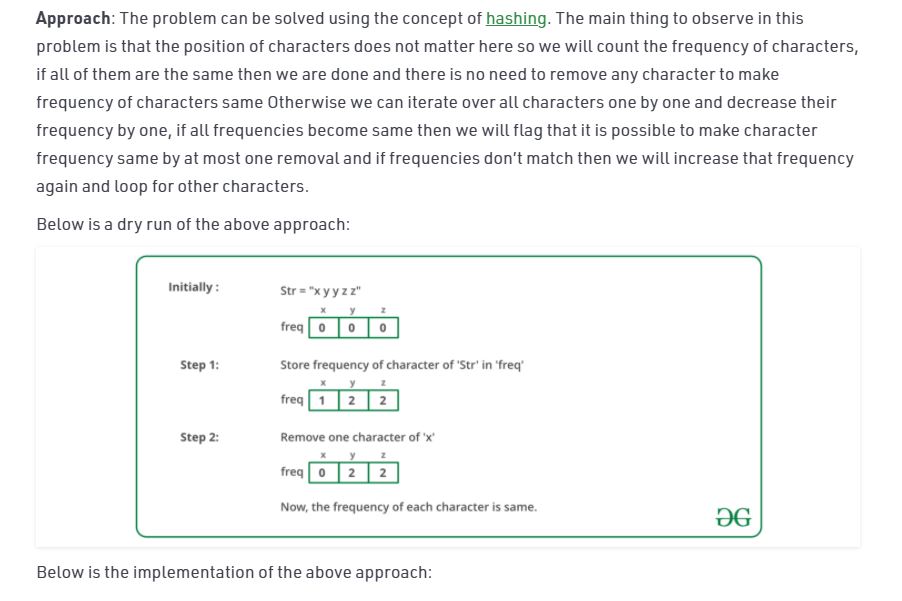 Approach: The problem can be solved using the concept of hashing. The main thing to observe in this
problem is that the position of characters does not matter here so we will count the frequency of characters,
if all of them are the same then we are done and there is no need to remove any character to make
frequency of characters same Otherwise we can iterate over all characters one by one and decrease their
frequency by one, if all frequencies become same then we will flag that it is possible to make character
frequency same by at most one removal and if frequencies don't match then we will increase that frequency
again and loop for other characters.
Below is a dry run of the above approach:
Initially : Str = "x y y z z"
x y z
freq 0 0 0
Step 1: Store frequency of character of 'Str' in 'freq'
x y z
freq 1 2 2
Step 2: Remove one character of 'x'
x y z
freq 0 2 2
Now, the frequency of each character is same.
Below is the implementation of the above approach: